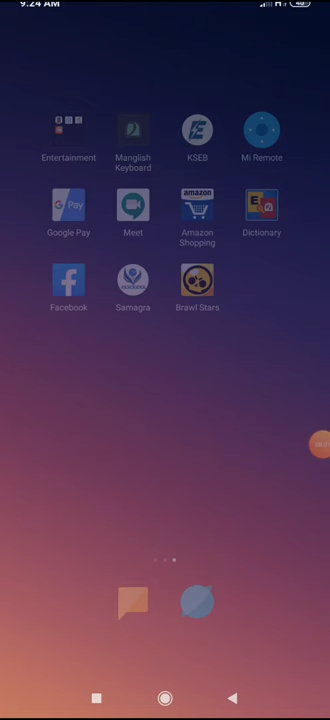 9:24 AM
Entertainment
Manglish
Keyboard
KSEB
Mi Remote
G Pay
amazon
Google Pay
Meet
Amazon
Shopping
Dictionary
Facebook
Samagra
Brawl Stars